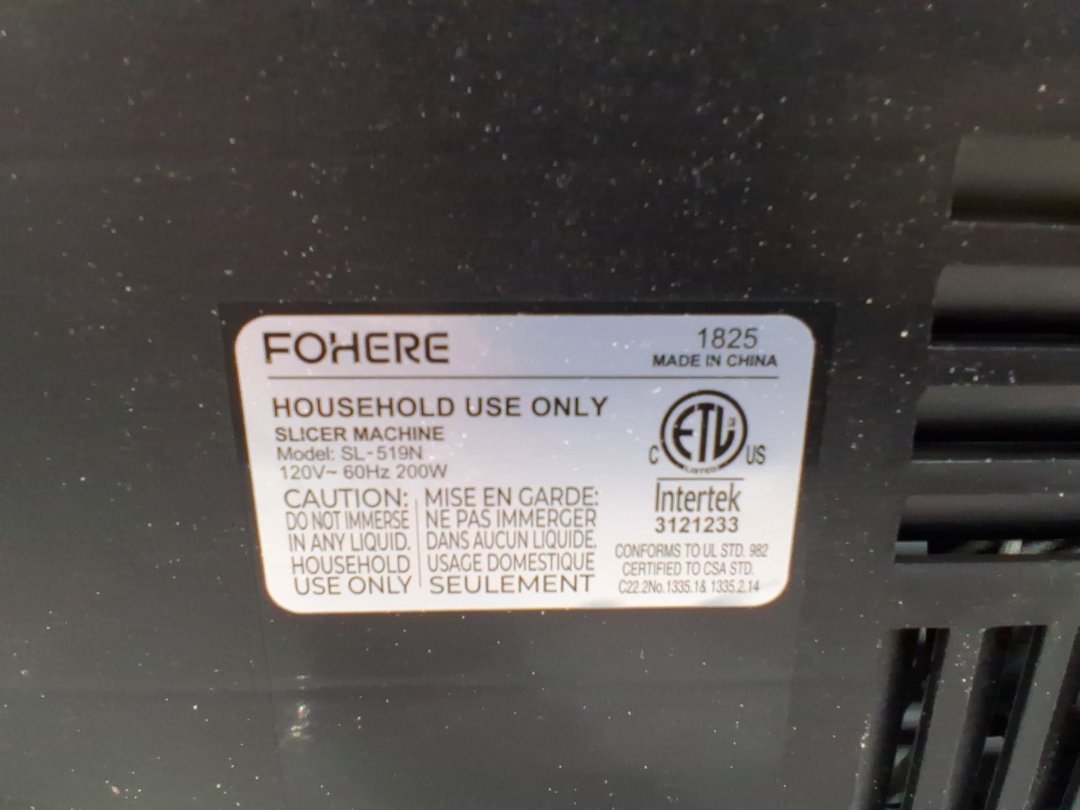 FOHERE
1825
MADE IN CHINA
HOUSEHOLD USE ONLY
SLICER MACHINE
Model: SL-519N
120V~ 60Hz 200W
CAUTION:
DO NOT IMMERSE
IN ANY LIQUID.
HOUSEHOLD
USE ONLY
MISE EN GARDE:
NE PAS IMMERGER
DANS AUCUN LIQUIDE.
USAGE DOMESTIQUE
SEULEMENT
ETL
C US
LISTED
Intertek
3121233
CONFORMS TO UL STD. 982
CERTIFIED TO CSA STD.
C22.2No.1335.1& 1335.2.14